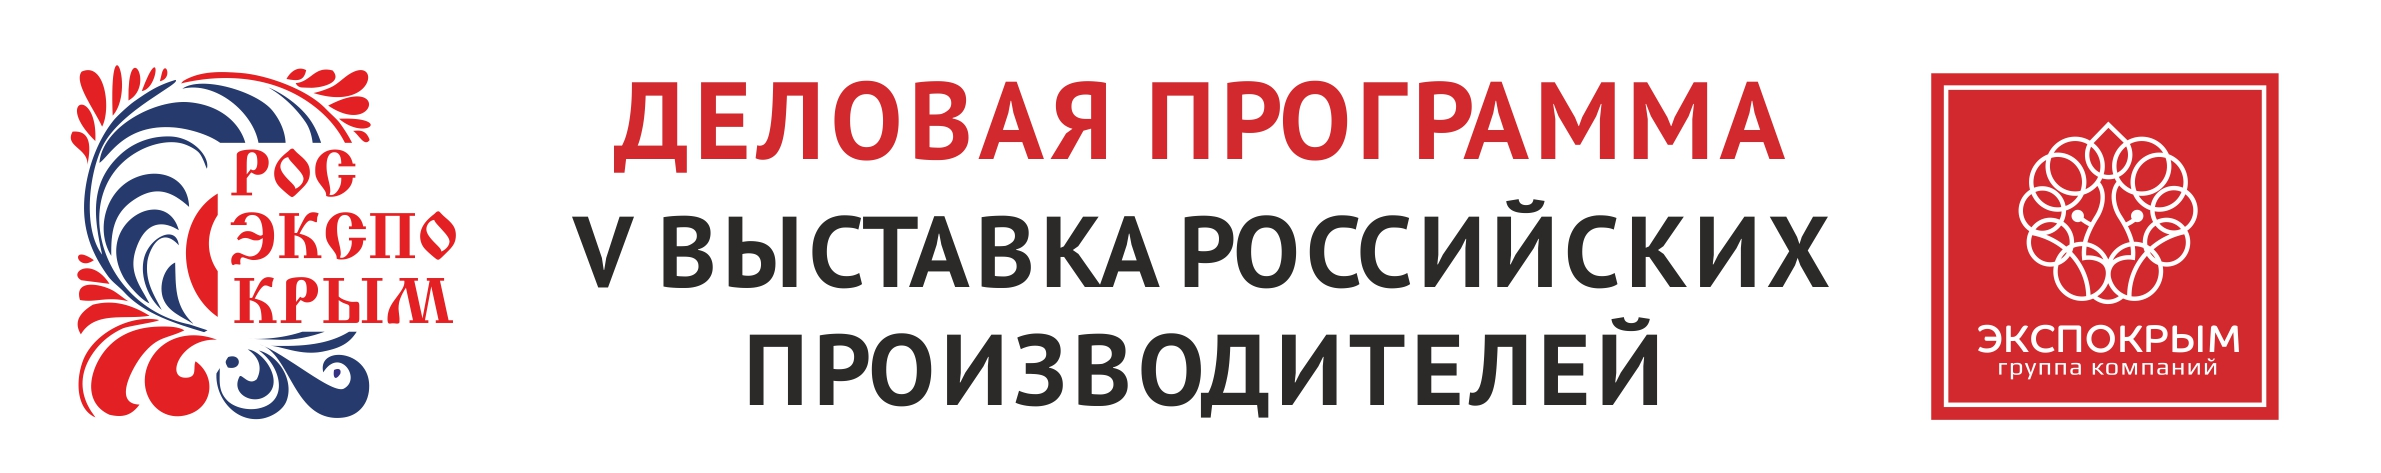 РОС
ЭКСПО
КРЫМ
ДЕЛОВАЯ ПРОГРАММА
V ВЫСТАВКА РОССИЙСКИХ
ПРОИЗВОДИТЕЛЕЙ
ЭКСПОКРЫМ
группа компаний